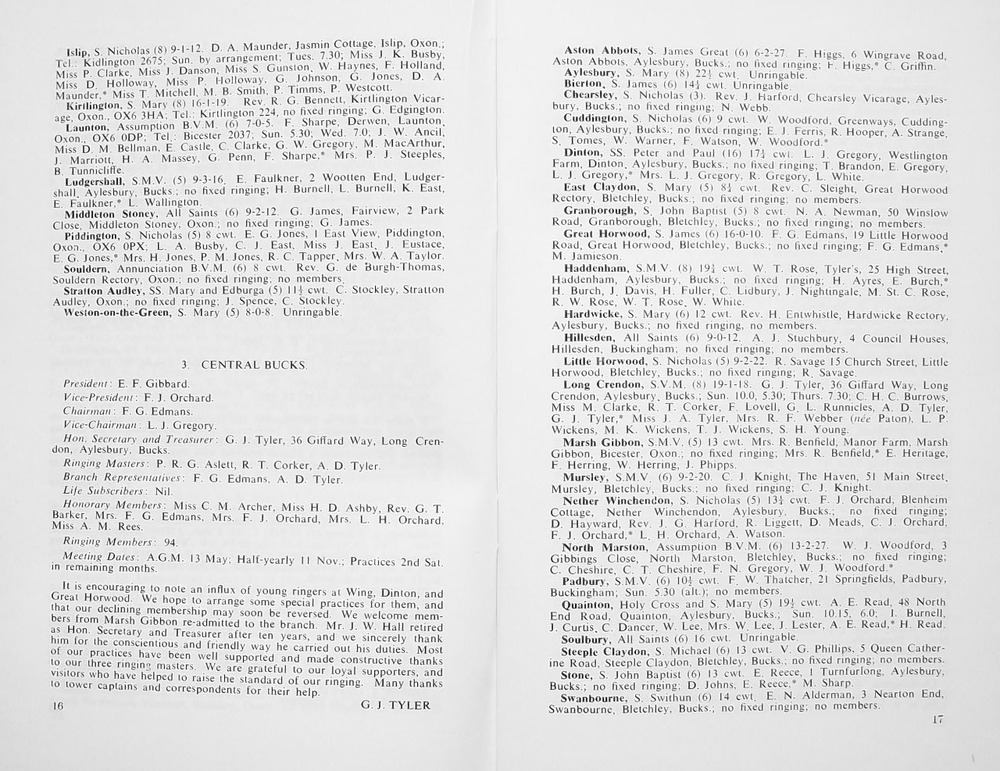 Islip, S. Nicholas (8) 9-1-12. D. A. Maunder, Jasmin Cottage, Islip, Oxon.;
Tel.: Kidlington 2675; Sun. by arrangement; Tues. 7.30; Miss J. K. Busby,
Miss P. Clarke, Miss J. Danson, Miss S. Gunston, W. Haynes, F. Holland,
Miss D. Holloway, Miss P. Holloway, G. Johnson, G. Jones, D. A.
Maunder,* Miss T. Mitchell, M. B. Smith, P. Timms, P. Westcott.
Kirtlington, S. Mary (8) 16-1-19. Rev. R. G. Bennett, Kirtlington Vicar-
age, Oxon., OX6 3HA; Tel.: Kirtlington 224, no fixed ringing; G. Edgington.
Launton, Assumption B.V.M. (6) 7-0-5. F. Sharpe, Derwen, Launton,
Oxon., OX6 0DP; Tel.: Bicester 2037; Sun. 5.30; Wed. 7.0; J. W. Ancil,
Miss D. M. Bellman, E. Castle, C. Clarke, G. W. Gregory, M. MacArthur,
J. Marriott, H. A. Massey, G. Penn, F. Sharpe,* Mrs. P. J. Steeples,
B. Tunnicliffe.
Ludgershall, S.M.V. (5) 9-3-16. E. Faulkner, 2 Wootten End, Ludger-
shall, Aylesbury, Bucks.; no fixed ringing; H. Burnell, L. Burnell, K. East,
E. Faulkner,* L. Wallington.
Middleton Stoney, All Saints (6) 9-2-12. G. James, Fairview, 2 Park
Close, Middleton Stoney, Oxon.; no fixed ringing; G. James.
Piddington, S. Nicholas (5) 8 cwt. E. G. Jones, 1 East View, Piddington,
Oxon., OX6 0PX; L. A. Busby, C. J. East, Miss J. East, J. Eustace,
E. G. Jones,* Mrs. H. Jones, P. M. Jones, R. C. Tapper, Mrs. W. A. Taylor.
Souldern, Annunciation B.V.M. (6) 8 cwt. Rev. G. de Burgh-Thomas,
Souldern Rectory, Oxon.; no fixed ringing; no members.
Stratton Audley, SS. Mary and Edburga (5) 11½ cwt. C. Stockley, Stratton
Audley, Oxon.; no fixed ringing; J. Spence, C. Stockley.
Weston-on-the-Green, S. Mary (5) 8-0-8. Unringable.
3. CENTRAL BUCKS.
President: E. F. Gibbard.
Vice-President: F. J. Orchard.
Chairman: F. G. Edmans.
Vice-Chairman: L. J. Gregory.
Hon. Secretary and Treasurer: G. J. Tyler, 36 Giffard Way, Long Cren-
don, Aylesbury, Bucks.
Ringing Masters: P. R. G. Aslett, R. T. Corker, A. D. Tyler.
Branch Representatives: F. G. Edmans, A. D. Tyler.
Life Subscribers: Nil.
Honorary Members: Miss C. M. Archer, Miss H. D. Ashby, Rev. G. T.
Barker, Mrs. F. G. Edmans, Mrs. F. J. Orchard, Mrs. L. H. Orchard,
Miss A. M. Rees.
Ringing Members: 94.
Meeting Dates: A.G.M. 13 May; Half-yearly 11 Nov.; Practices 2nd Sat.
in remaining months.
It is encouraging to note an influx of young ringers at Wing, Dinton, and
Great Horwood. We hope to arrange some special practices for them, and
that our declining membership may soon be reversed. We welcome mem-
bers from Marsh Gibbon re-admitted to the branch. Mr. J. W. Hall retired
as Hon. Secretary and Treasurer after ten years, and we sincerely thank
him for the conscientious and friendly way he carried out his duties. Most
of our practices have been well supported and made constructive thanks
to our three ringing masters. We are grateful to our loyal supporters, and
visitors who have helped to raise the standard of our ringing. Many thanks
to tower captains and correspondents for their help.
16
G. J. TYLER
Aston Abbots, S. James Great (6) 6-2-27. F. Higgs, 6 Wingrave Road,
Aston Abbots, Aylesbury, Bucks.; no fixed ringing; F. Higgs,* C. Griffin.
Aylesbury, S. Mary (8) 22½ cwt. Unringable.
Bierton, S. James (6) 14½ cwt. Unringable.
Chearsley, S. Nicholas (3). Rev. J. Harford, Chearsley Vicarage, Ayles-
bury, Bucks.; no fixed ringing; N. Webb.
Cuddington, S. Nicholas (6) 9 cwt. W. Woodford, Greenways, Cudding-
ton, Aylesbury, Bucks.; no fixed ringing; E. J. Ferris, R. Hooper, A. Strange,
S. Tomes, W. Warner, F. Watson, W. Woodford.*
Dinton, SS. Peter and Paul (16) 17½ cwt. L. J. Gregory, Westlington
Farm, Dinton, Aylesbury, Bucks.; no fixed ringing; T. Brandon, E. Gregory,
L. J. Gregory,* Mrs. L. J. Gregory, R. Gregory, L. White.
East Claydon, S. Mary (5) 8½ cwt. Rev. C. Sleight, Great Horwood
Rectory, Bletchley, Bucks.; no fixed ringing; no members.
Granborough, S. John Baptist (5) 8 cwt. N. A. Newman, 50 Winslow
Road, Granborough, Bletchley, Bucks.; no fixed ringing; no members.
Great Horwood, S. James (6) 16-0-10. F. G. Edmans, 19 Little Horwood
Road, Great Horwood, Bletchley, Bucks.; no fixed ringing; F. G. Edmans,*
M. Jamieson.
Haddenham, S.M.V. (8) 19½ cwt. W. T. Rose, Tyler's, 25 High Street,
Haddenham, Aylesbury, Bucks.; no fixed ringing; H. Ayres, E. Burch,*
H. Burch, J. Davis, H. Fuller, C. Lidbury, J. Nightingale, M. St. C. Rose,
R. W. Rose, W. T. Rose, W. White.
Hardwicke, S. Mary (6) 12 cwt. Rev. H. Entwhistle, Hardwicke Rectory,
Aylesbury, Bucks.; no fixed ringing, no members.
Hillesden, All Saints (6) 9-0-12. A. J. Stuchbury, 4 Council Houses,
Hillesden, Buckingham; no fixed ringing; no members.
Little Horwood, S. Nicholas (5) 9-2-22. R. Savage 15 Church Street, Little
Horwood, Bletchley, Bucks.; no fixed ringing; R. Savage.
Long Crendon, S.V.M. (8) 19-1-18. G. J. Tyler, 36 Giffard Way, Long
Crendon, Aylesbury, Bucks.; Sun. 10.0, 5.30; Thurs. 7.30; C. H. C. Burrows,
Miss M. Clarke, R. T. Corker, F. Lovell, G. L. Runnicles, A. D. Tyler,
G. J. Tyler,* Miss J. A. Tyler, Mrs. R. F. Webber (née Paton), L. P.
Wickens, M. K. Wickens, T. J. Wickens, S. H. Young.
Marsh Gibbon, S.M.V. (5) 13 cwt. Mrs. R. Benfield, Manor Farm, Marsh
Gibbon, Bicester, Oxon.; no fixed ringing; Mrs. R. Benfield,* E. Heritage,
F. Herring, W. Herring, J. Phipps.
Mursley, S.M.V. (6) 9-2-20. C. J. Knight, The Haven, 51 Main Street,
Mursley, Bletchley, Bucks.; no fixed ringing; C. J. Knight.
Nether Winchendon, S. Nicholas (5) 13½ cwt. F. J. Orchard, Blenheim
Cottage, Nether Winchendon, Aylesbury, Bucks.; no fixed ringing;
D. Hayward, Rev. J. G. Harford, R. Liggett, D. Meads, C. J. Orchard,
F. J. Orchard,* L. H. Orchard, A. Watson.
North Marston, Assumption B.V.M. (6) 13-2-27. W. J. Woodford, 3
Gibbings Close, North Marston, Bletchley, Bucks.; no fixed ringing;
C. Cheshire, C. T. Cheshire, F. N. Gregory, W. J. Woodford.*
Padbury, S.M.V. (6) 10½ cwt. F. W. Thatcher, 21 Springfields, Padbury,
Buckingham; Sun. 5.30 (alt.); no members.
Quainton, Holy Cross and S. Mary (5) 19½ cwt. A. E. Read, 48 North
End Road, Quainton, Aylesbury, Bucks.; Sun. 10.15, 6.0; J. Burnell,
J. Curtis, C. Dancer, W. Lee, Mrs. W. Lee, J. Lester, A. E. Read,* H. Read.
Soulbury, All Saints (6) 16 cwt. Unringable.
Steeple Claydon, S. Michael (6) 13 cwt. V. G. Phillips, 5 Queen Cather-
ine Road, Steeple Claydon, Bletchley, Bucks.; no fixed ringing; no members.
Stone, S. John Baptist (6) 13 cwt. E. Reece, 1 Turnfurlong, Aylesbury,
Bucks.; no fixed ringing; D. Johns, E. Reece,* M. Sharp.
Swanbourne, S. Swithun (6) 14 cwt. E. N. Alderman, 3 Nearton End,
Swanbourne, Bletchley, Bucks.; no fixed ringing; no members.
17